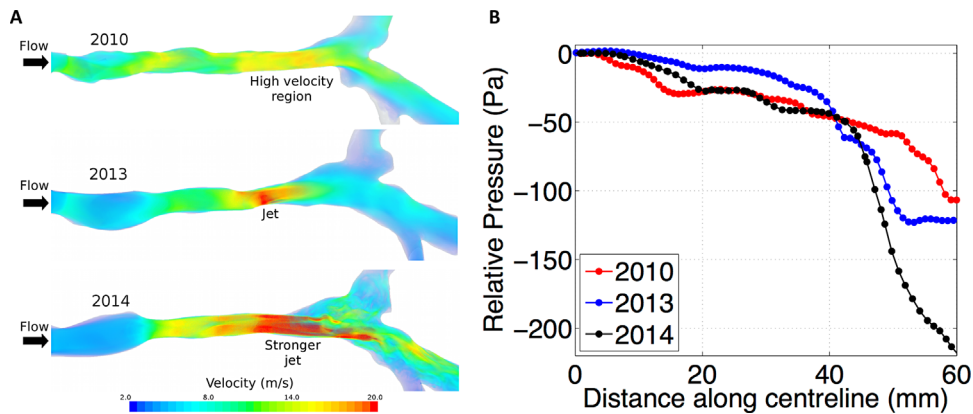 A
2010
Flow
High velocity
region
2013
Flow
Jet
2014
Flow
Stronger
jet
Velocity (m/s)
2.0 8.0 14.0 20.0
B
Relative Pressure (Pa)
0
−50
−100
−150
−200
2010
2013
2014
0 20 40 60
Distance along centreline (mm)